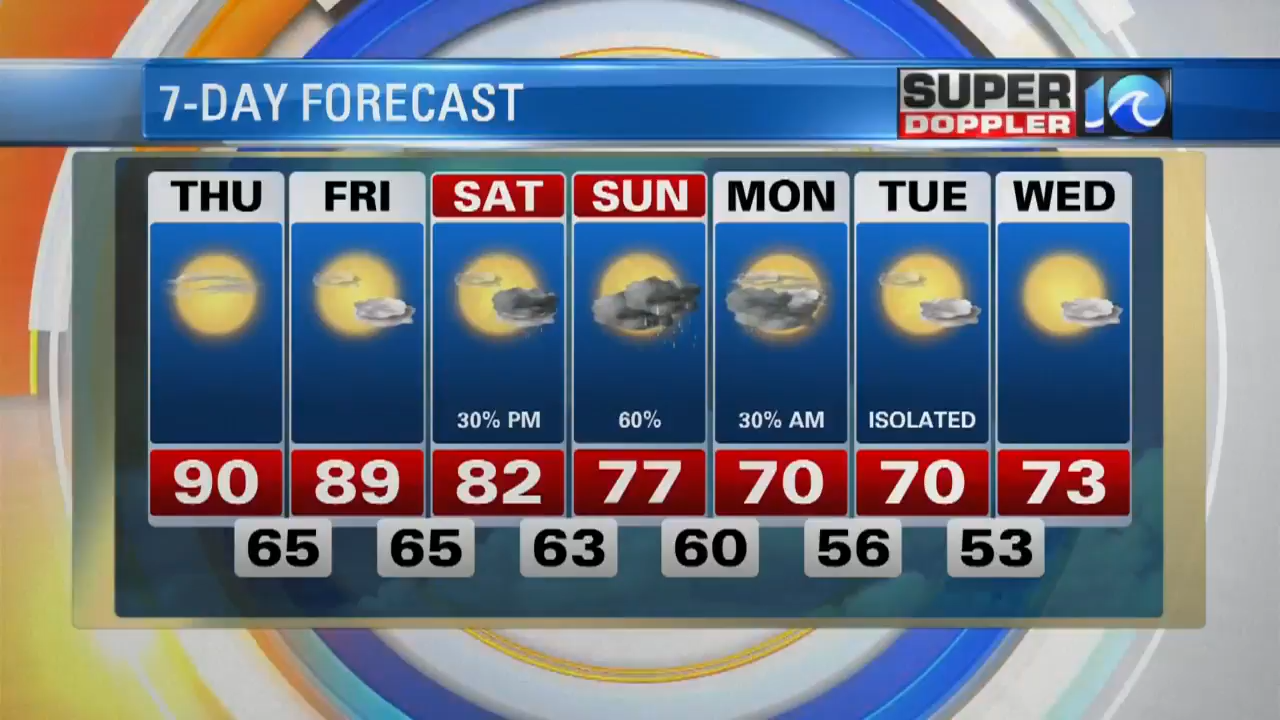 7-DAY FORECAST
SUPER
DOPPLER 10
THU FRI SAT SUN MON TUE WED
30% PM 60% 30% AM ISOLATED
90 89 82 77 70 70 73
65 65 63 60 56 53